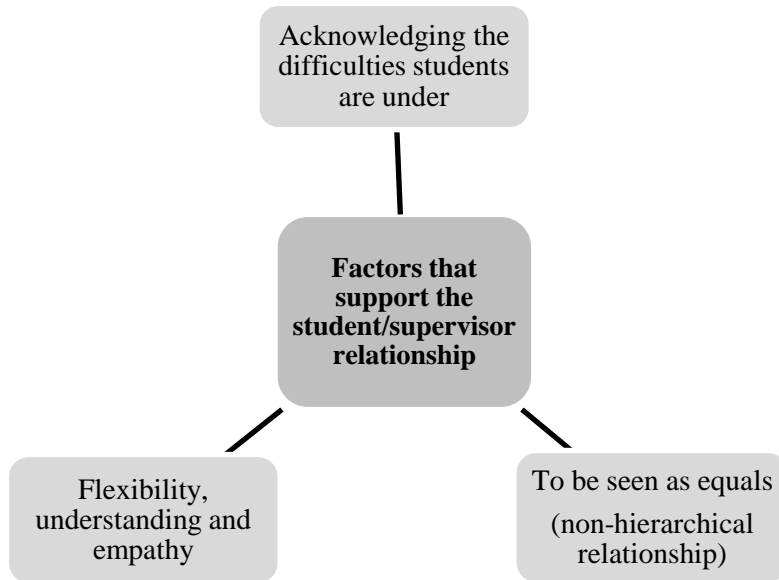 Acknowledging the
difficulties students
are under
Factors that
support the
student/supervisor
relationship
Flexibility,
understanding and
empathy
To be seen as equals
(non-hierarchical
relationship)